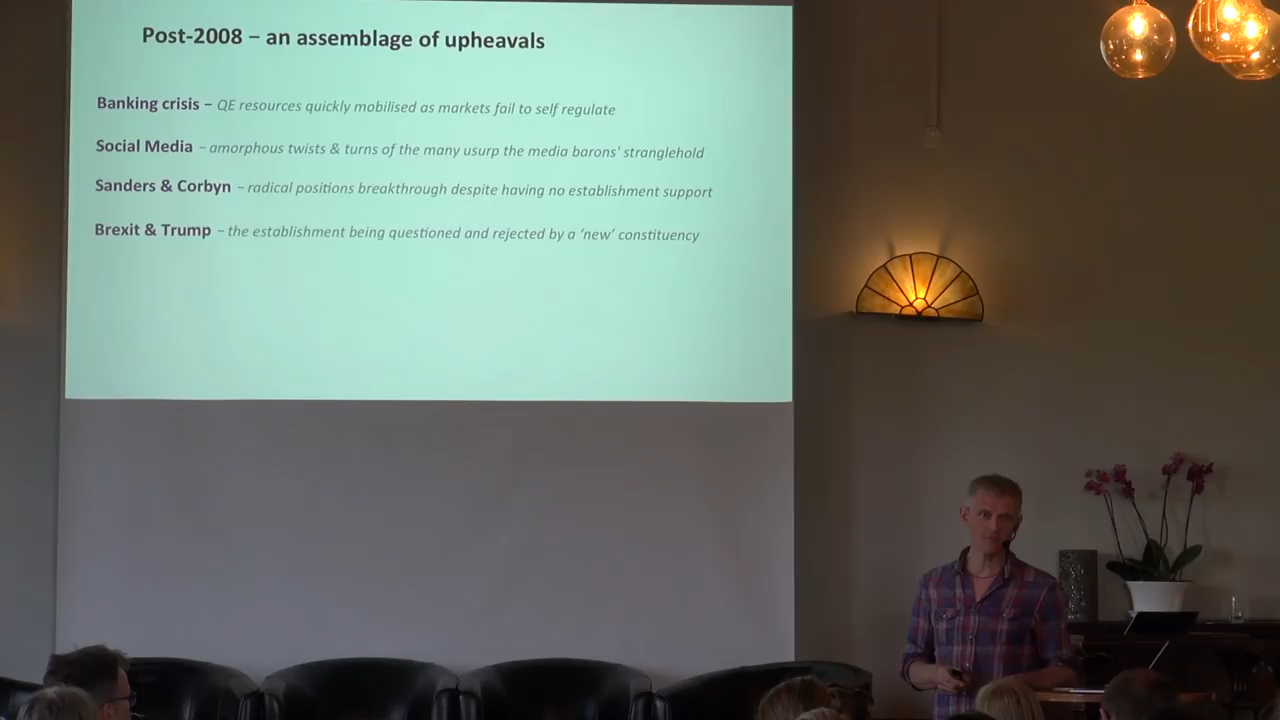 Post-2008 – an assemblage of upheavals
Banking crisis – QE resources quickly mobilised as markets fail to self regulate
Social Media – amorphous twists & turns of the many usurp the media barons' stranglehold
Sanders & Corbyn – radical positions breakthrough despite having no establishment support
Brexit & Trump – the establishment being questioned and rejected by a ‘new’ constituency